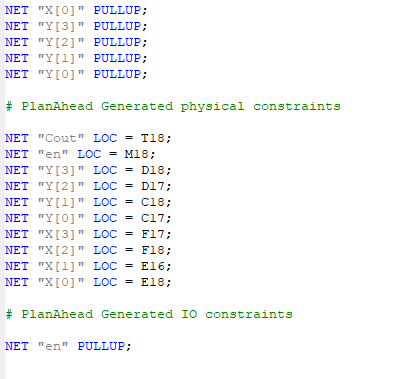 NET "X[0]" PULLUP;
NET "Y[3]" PULLUP;
NET "Y[2]" PULLUP;
NET "Y[1]" PULLUP;
NET "Y[0]" PULLUP;
# PlanAhead Generated physical constraints
NET "Cout" LOC = T18;
NET "en" LOC = M18;
NET "Y[3]" LOC = D18;
NET "Y[2]" LOC = D17;
NET "Y[1]" LOC = C18;
NET "Y[0]" LOC = C17;
NET "X[3]" LOC = F17;
NET "X[2]" LOC = F18;
NET "X[1]" LOC = E16;
NET "X[0]" LOC = E18;
# PlanAhead Generated IO constraints
NET "en" PULLUP;